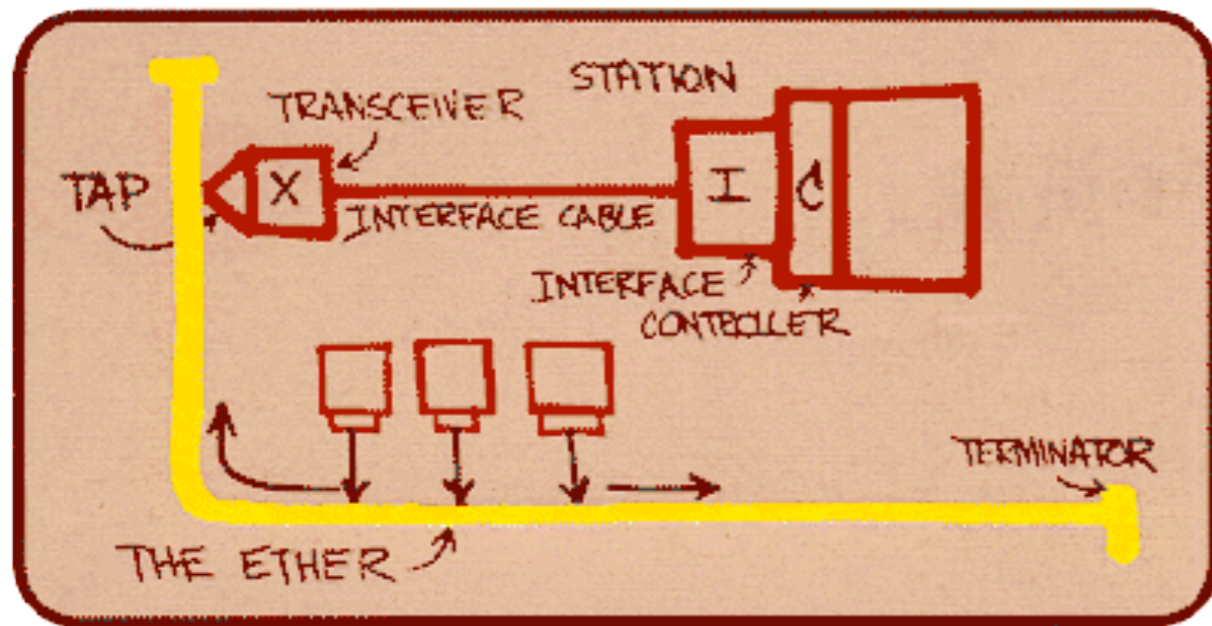 STATION
TRANSCEIVER
TAP
X
I
C
INTERFACE CABLE
INTERFACE
CONTROLLER
TERMINATOR
THE ETHER